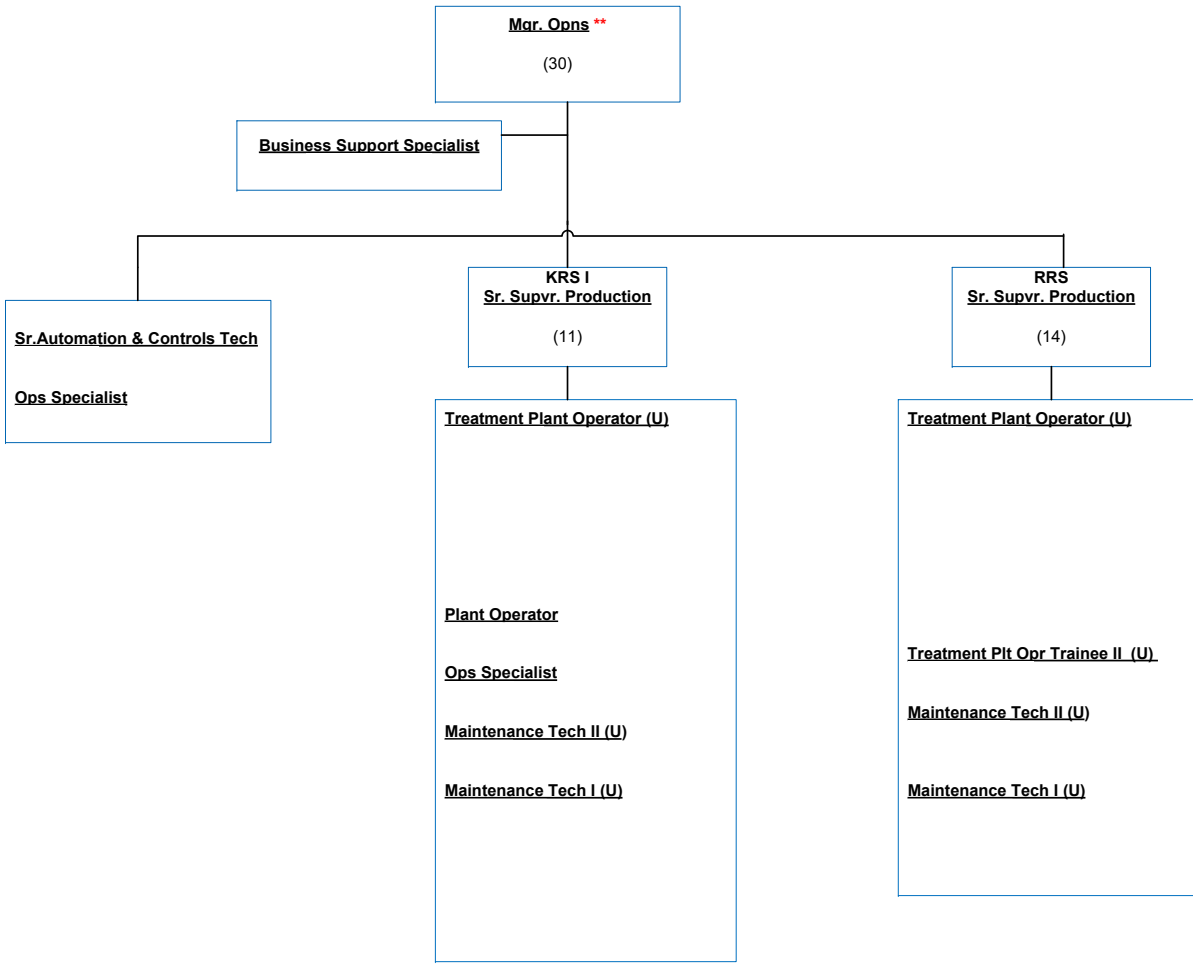 Mgr. Opns **
(30)
Business Support Specialist
Sr.Automation & Controls Tech
Ops Specialist
KRS I
Sr. Supvr. Production
(11)
Treatment Plant Operator (U)
Plant Operator
Ops Specialist
Maintenance Tech II (U)
Maintenance Tech I (U)
RRS
Sr. Supvr. Production
(14)
Treatment Plant Operator (U)
Treatment Plt Opr Trainee II (U)
Maintenance Tech II (U)
Maintenance Tech I (U)